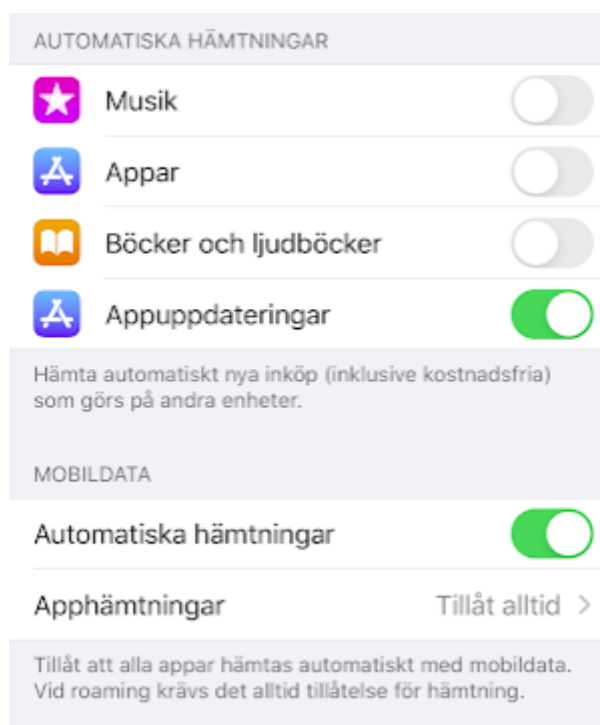 AUTOMATISKA HÄMTNINGAR
Musik
Appar
Böcker och ljudböcker
Appuppdateringar
Hämta automatiskt nya inköp (inklusive kostnadsfria)
som görs på andra enheter.
MOBILDATA
Automatiska hämtningar
Apphämtningar Tillåt alltid
Tillåt att alla appar hämtas automatiskt med mobildata.
Vid roaming krävs det alltid tillåtelse för hämtning.